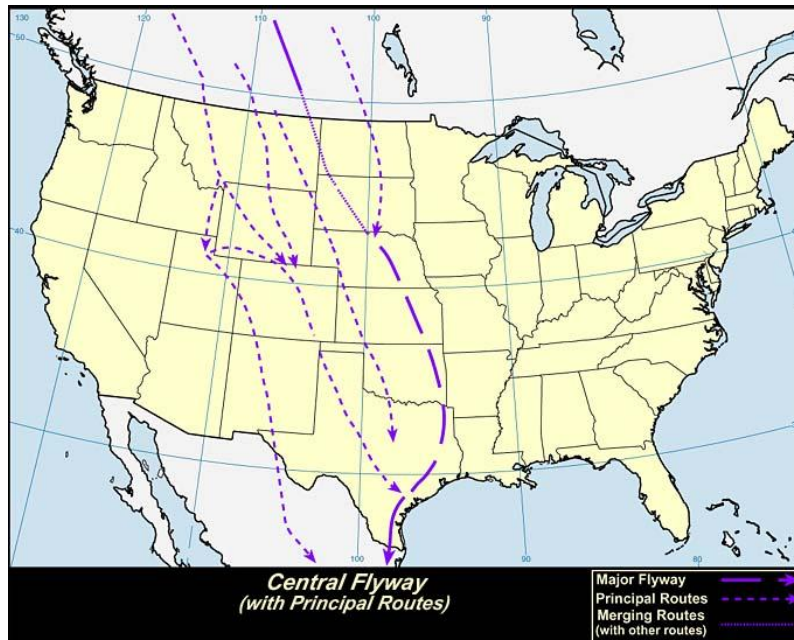 130
120
110
100
90
50
40
40
100
90
80
Central Flyway
(with Principal Routes)
Major Flyway
Principal Routes
Merging Routes
(with other routes)